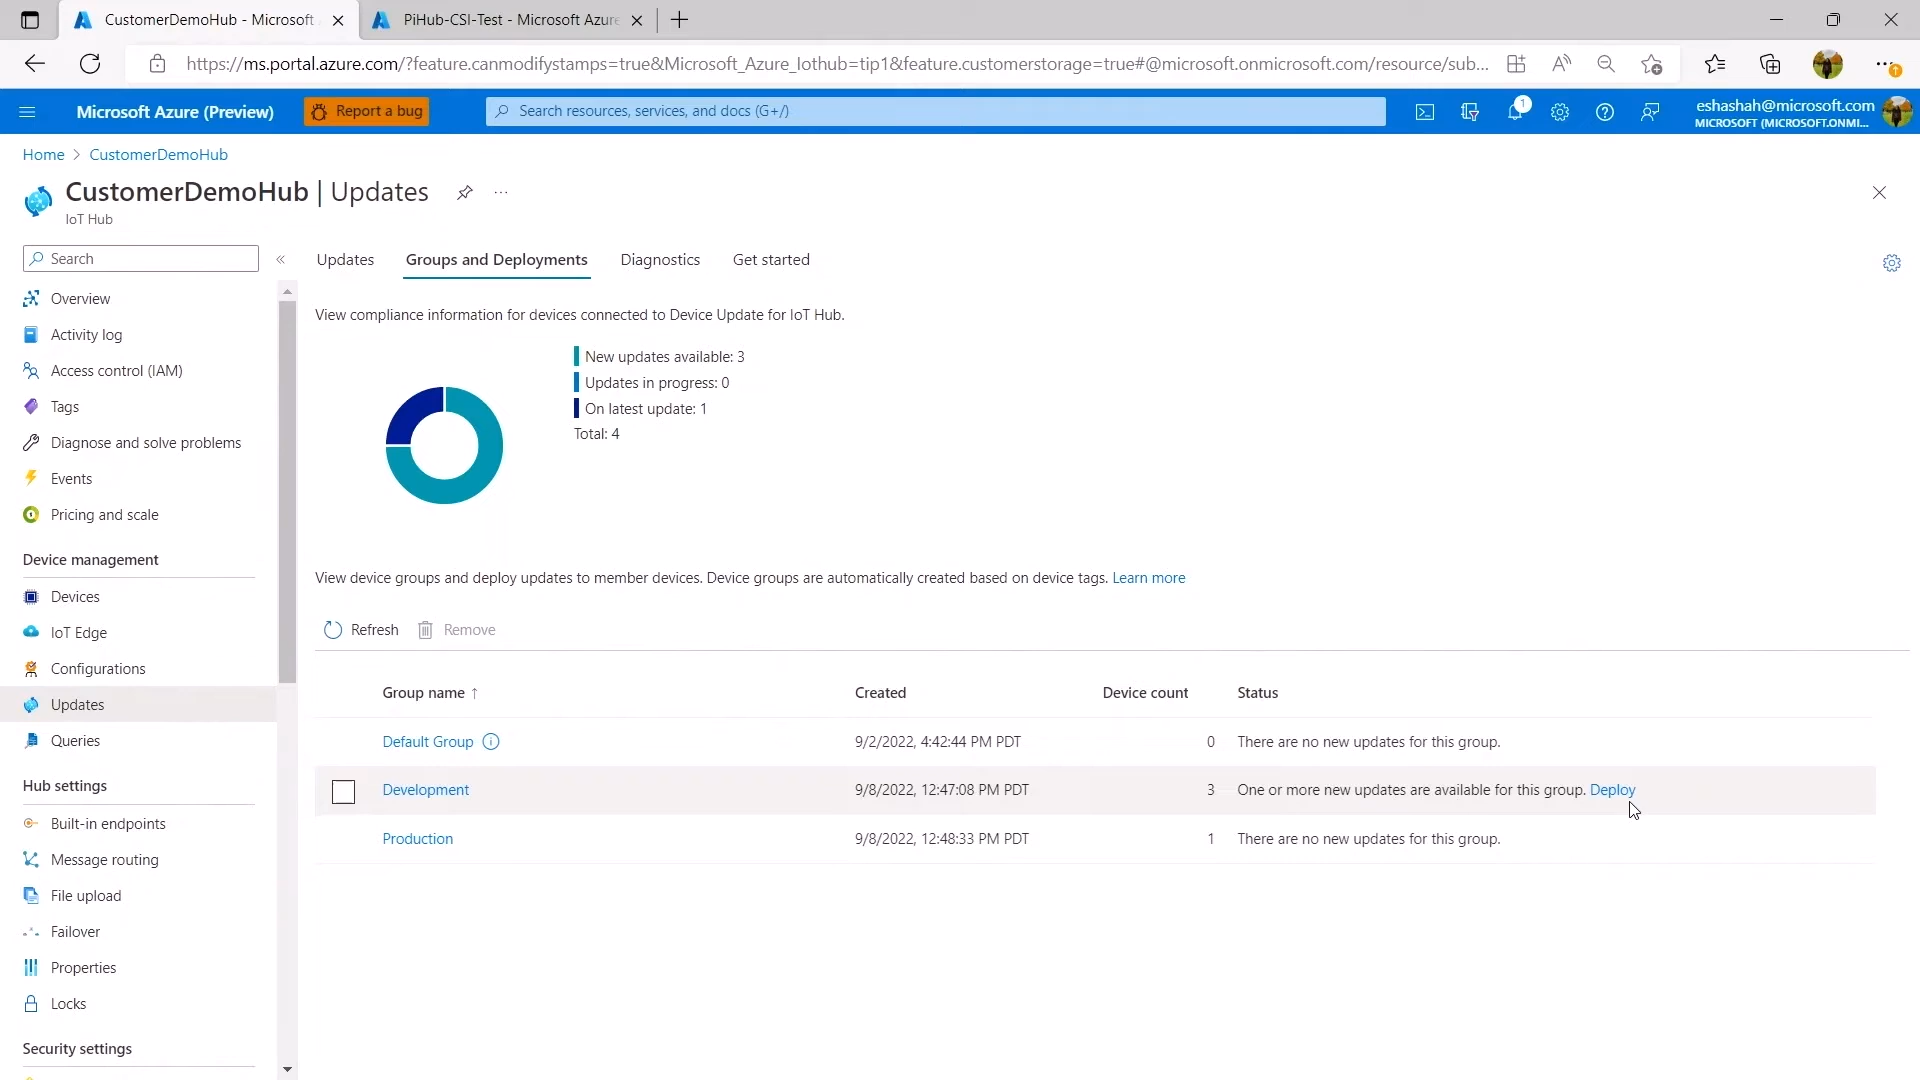 CustomerDemoHub - Microsoft
PiHub-CSI-Test - Microsoft Azure
https://ms.portal.azure.com/?feature.canmodifystamps=true&Microsoft_Azure_Iothub=tip1&feature.customerstorage=true#@microsoft.onmicrosoft.com/resource/sub...
Microsoft Azure (Preview)
Report a bug
Search resources, services, and docs (G+/)
1
eshashah@microsoft.com
MICROSOFT (MICROSOFT.ONMI...
Home > CustomerDemoHub
CustomerDemoHub | Updates
IoT Hub
Search
Updates
Groups and Deployments
Diagnostics
Get started
Overview
Activity log
Access control (IAM)
Tags
Diagnose and solve problems
Events
Pricing and scale
Device management
Devices
IoT Edge
Configurations
Updates
Queries
Hub settings
Built-in endpoints
Message routing
File upload
Failover
Properties
Locks
Security settings
View compliance information for devices connected to Device Update for IoT Hub.
New updates available: 3
Updates in progress: 0
On latest update: 1
Total: 4
View device groups and deploy updates to member devices. Device groups are automatically created based on device tags. Learn more
Refresh
Remove
Group name ↑ Created Device count Status
Default Group 9/2/2022, 4:42:44 PM PDT 0 There are no new updates for this group.
Development 9/8/2022, 12:47:08 PM PDT 3 One or more new updates are available for this group. Deploy
Production 9/8/2022, 12:48:33 PM PDT 1 There are no new updates for this group.